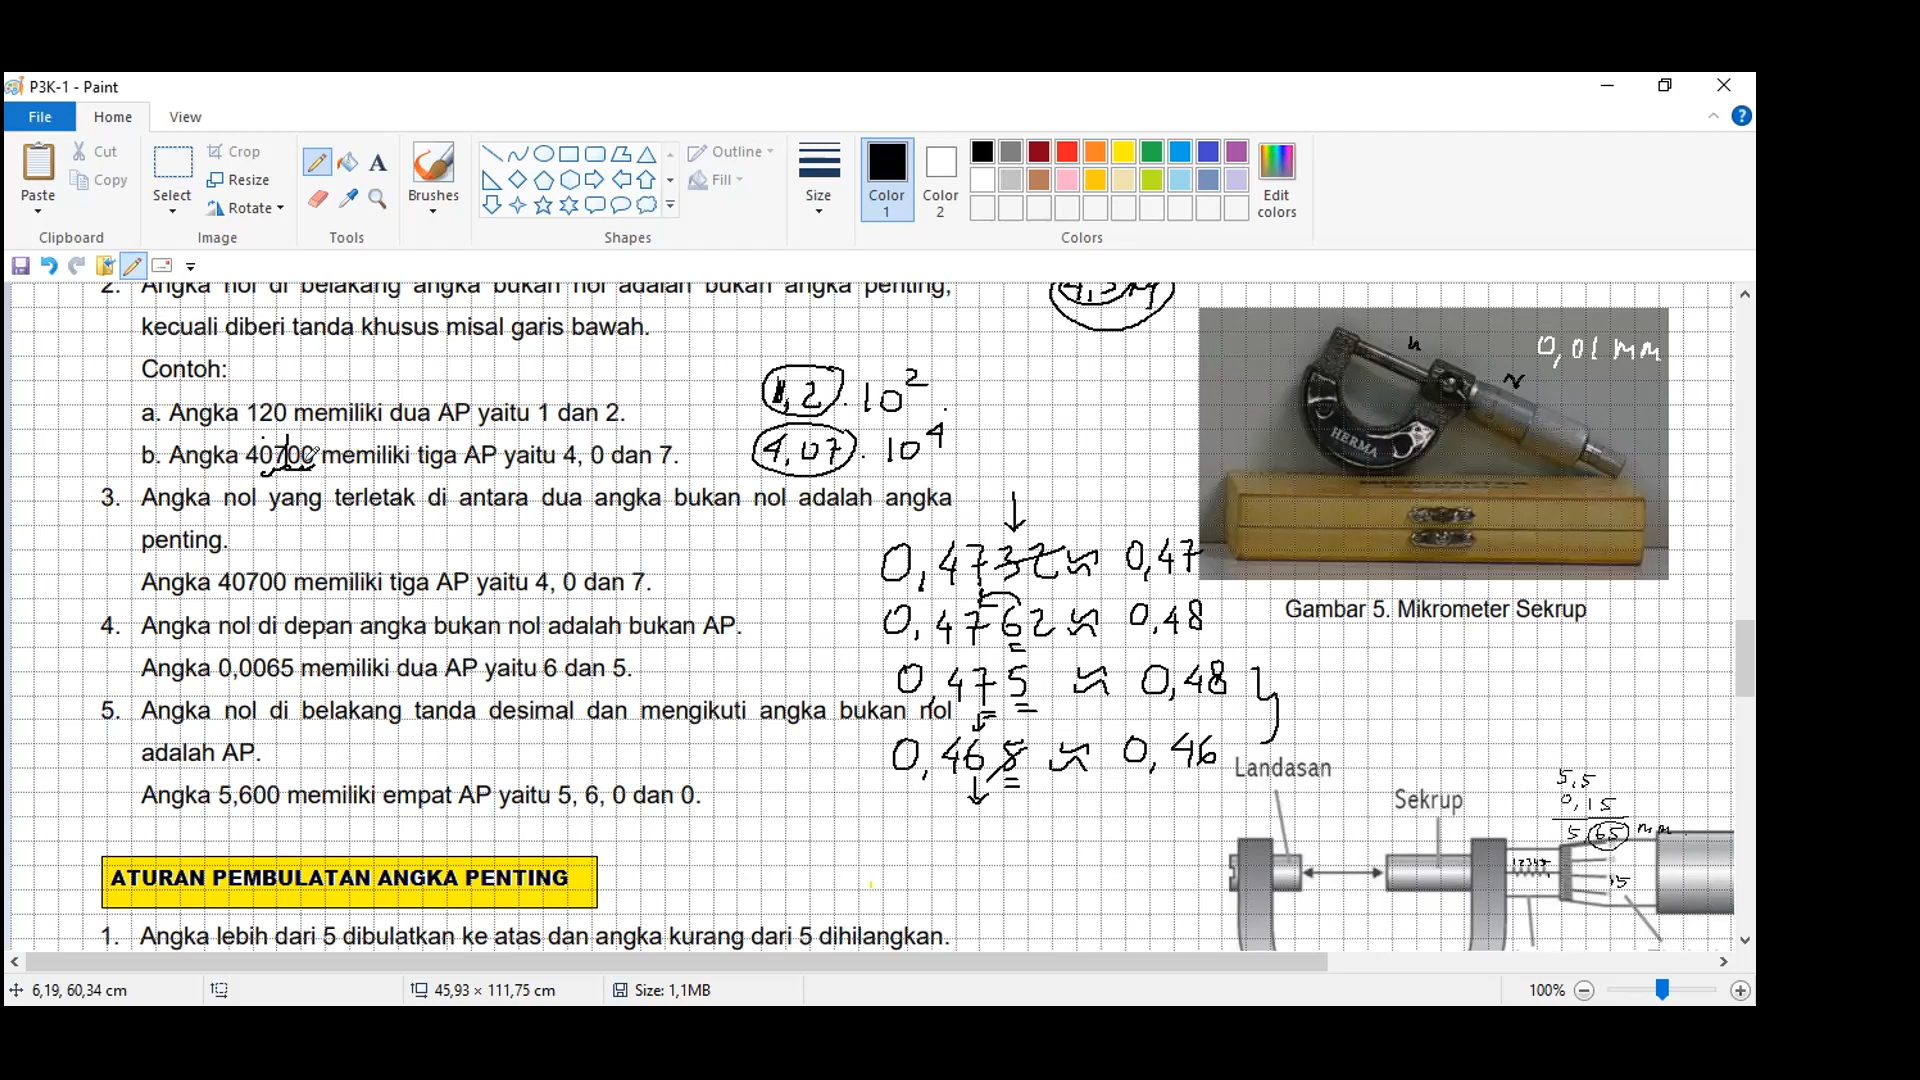 P3K-1 - Paint
File Home View
Cut
Copy
Paste
Clipboard
Crop
Resize
Rotate
Select
Image
Tools
Brushes
Outline
Fill
Shapes
Size
Color
1
Color
2
Edit
colors
Colors
2. Angka nol di belakang angka bukan nol adalah bukan angka penting,
kecuali diberi tanda khusus misal garis bawah.
Contoh:
a. Angka 120 memiliki dua AP yaitu 1 dan 2.
1,2 . 10²
b. Angka 40700 memiliki tiga AP yaitu 4, 0 dan 7.
4,07 . 10⁴
3. Angka nol yang terletak di antara dua angka bukan nol adalah angka
penting.
Angka 40700 memiliki tiga AP yaitu 4, 0 dan 7.
4. Angka nol di depan angka bukan nol adalah bukan AP.
Angka 0,0065 memiliki dua AP yaitu 6 dan 5.
5. Angka nol di belakang tanda desimal dan mengikuti angka bukan nol
adalah AP.
Angka 5,600 memiliki empat AP yaitu 5, 6, 0 dan 0.
ATURAN PEMBULATAN ANGKA PENTING
1. Angka lebih dari 5 dibulatkan ke atas dan angka kurang dari 5 dihilangkan.
0,4732 ≈ 0,47
0,4762 ≈ 0,48
0,475 ≈ 0,48
0,465 ≈ 0,46
0,01 mm
HERMA
Gambar 5. Mikrometer Sekrup
Landasan
Sekrup
5,5
0,15
5,65 mm
12345
15
6,19, 60,34 cm
45,93 × 111,75 cm
Size: 1,1MB
100%